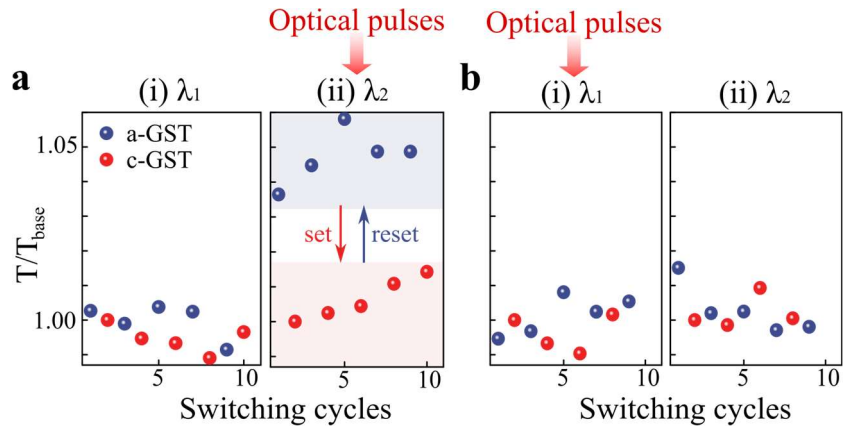 Optical pulses
Optical pulses
a
(i) λ1
(ii) λ2
b
(i) λ1
(ii) λ2
a-GST
c-GST
1.05
1.00
T/Tbase
set
reset
5
10
5
10
5
10
5
10
Switching cycles
Switching cycles